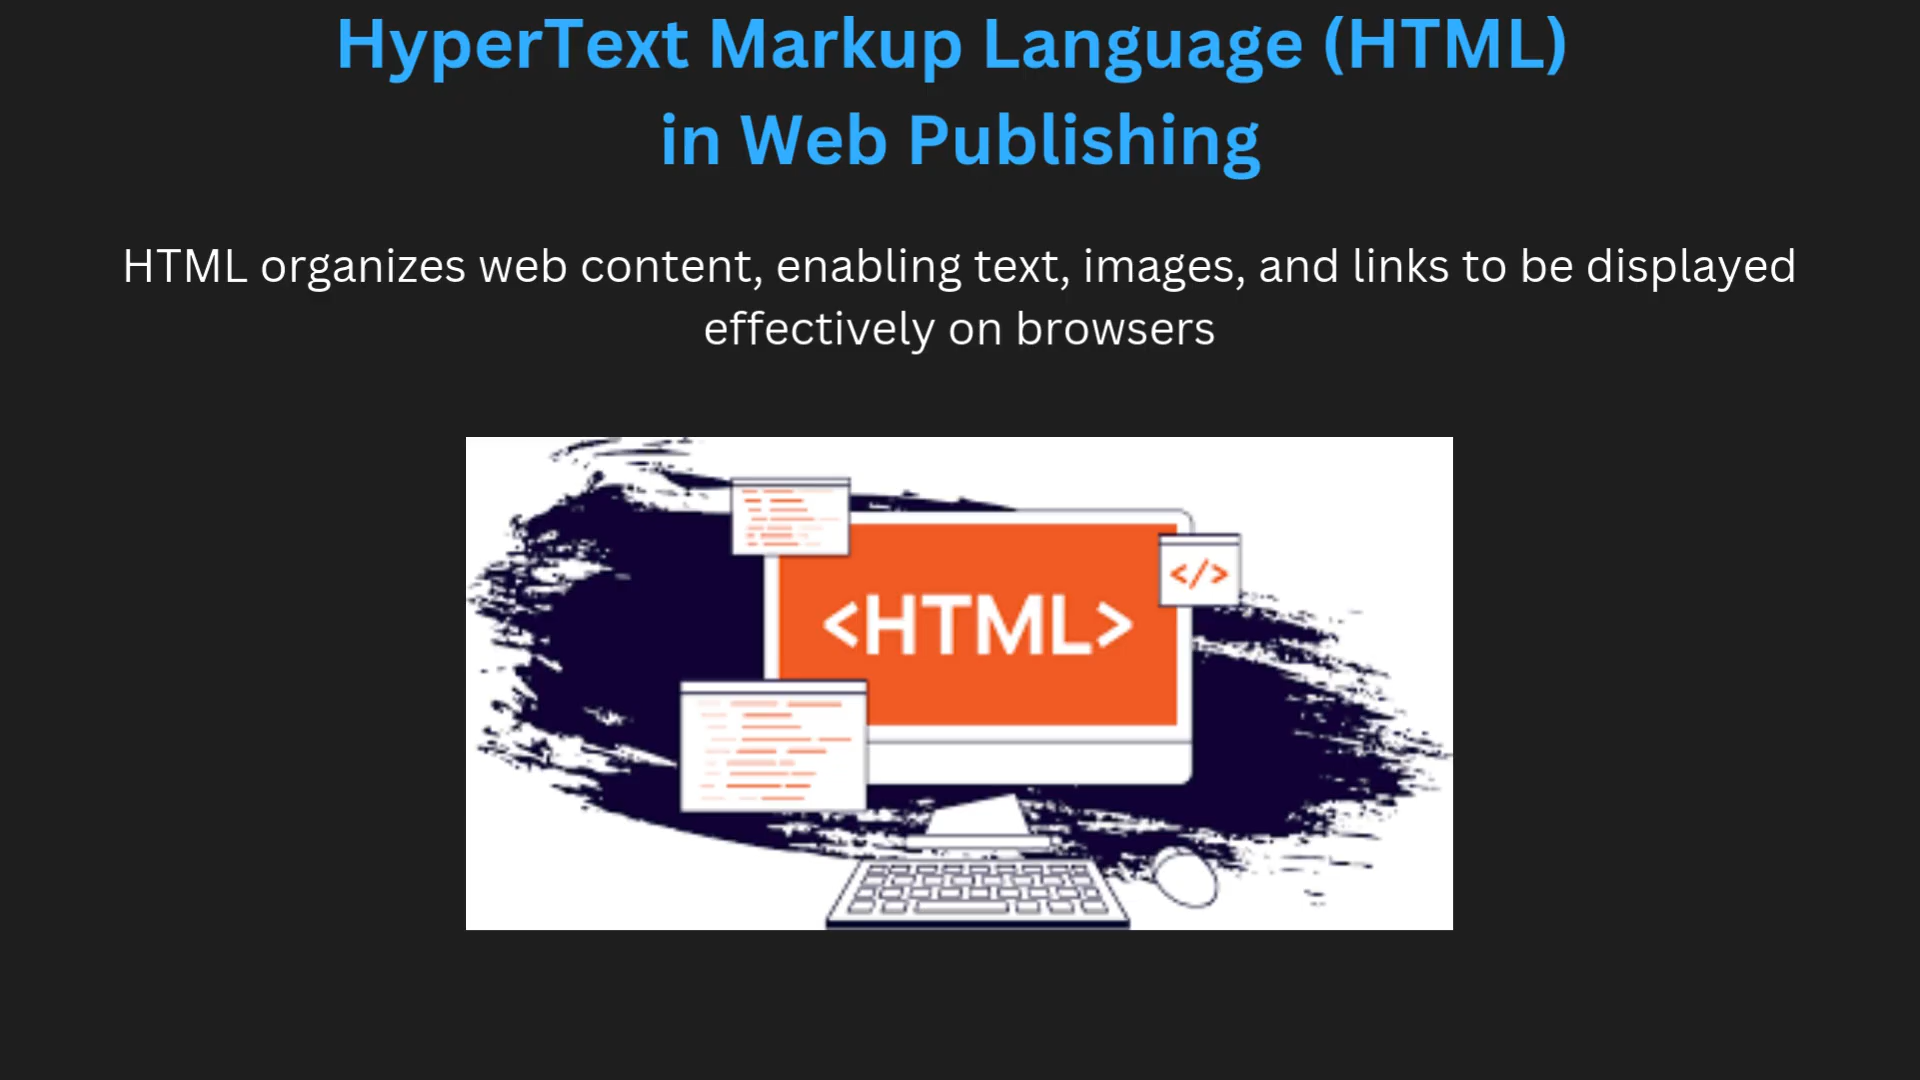 HyperText Markup Language (HTML)
in Web Publishing
HTML organizes web content, enabling text, images, and links to be displayed
effectively on browsers
</>
<HTML>